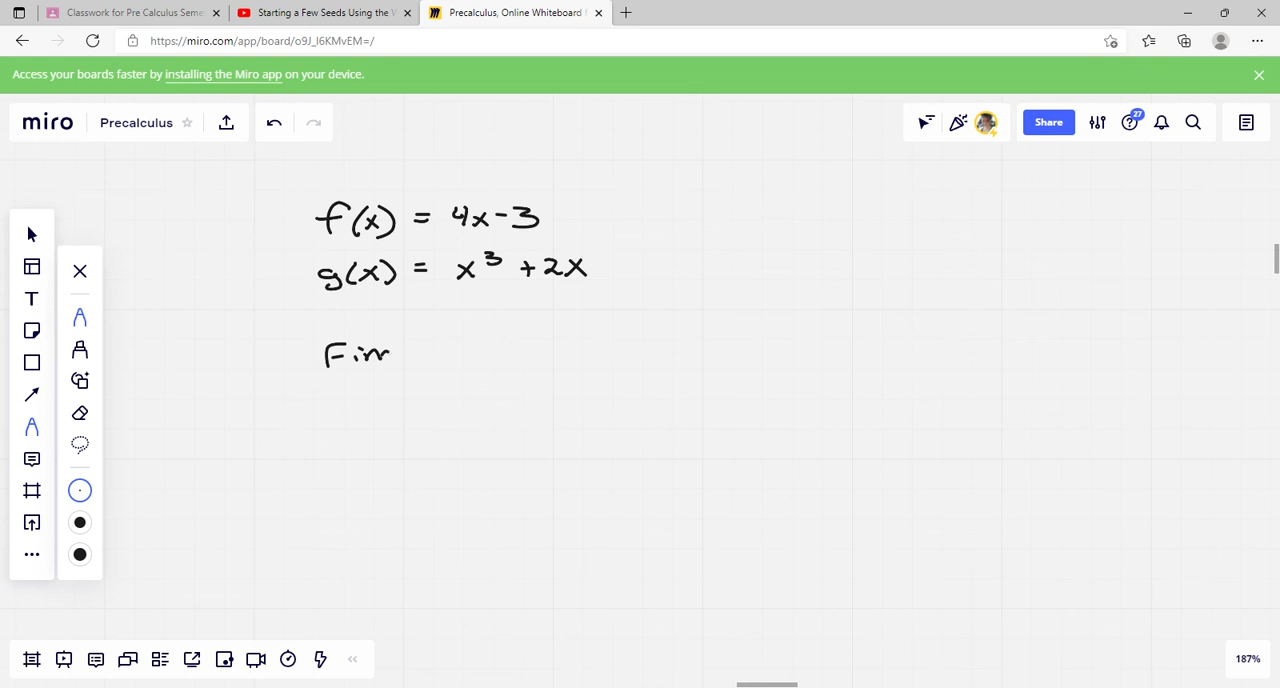 Classwork for Pre Calculus Seme
Starting a Few Seeds Using the W
Precalculus, Online Whiteboard
https://miro.com/app/board/o9J_l6KMvEM=/
Access your boards faster by installing the Miro app on your device.
miro
Precalculus
Share
27
f(x) = 4x-3
g(x) = x³ + 2x
Fin
187%